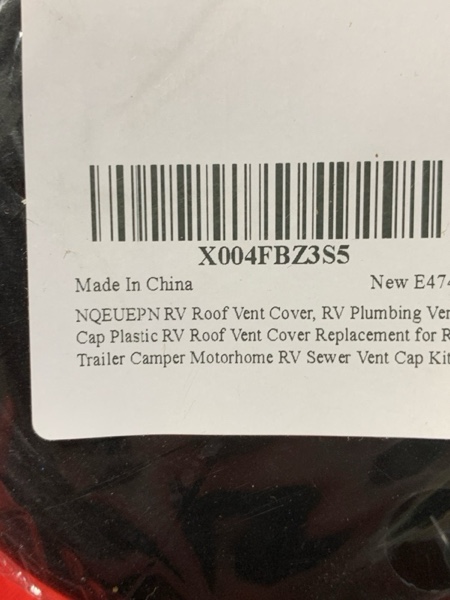 X004FBZ3S5
Made In China
New E474
NQEUEPN RV Roof Vent Cover, RV Plumbing Ven
Cap Plastic RV Roof Vent Cover Replacement for R
Trailer Camper Motorhome RV Sewer Vent Cap Kit